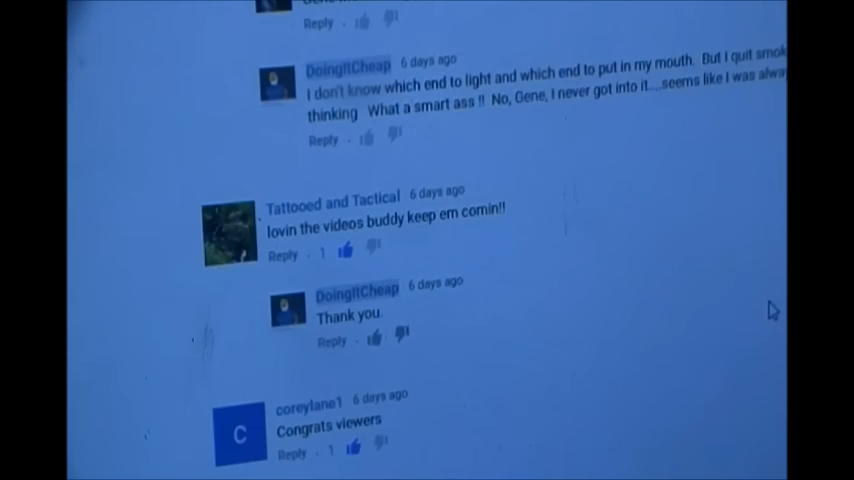 Reply
DoingItCheap 6 days ago
I don't know which end to light and which end to put in my mouth. But I quit smok
thinking What a smart ass !! No, Gene, I never got into it....seems like I was alwa
Reply
Tattooed and Tactical 6 days ago
lovin the videos buddy keep em comin!!
Reply · 1
DoingItCheap 6 days ago
Thank you.
Reply
C
coreylane1 6 days ago
Congrats viewers
Reply · 1